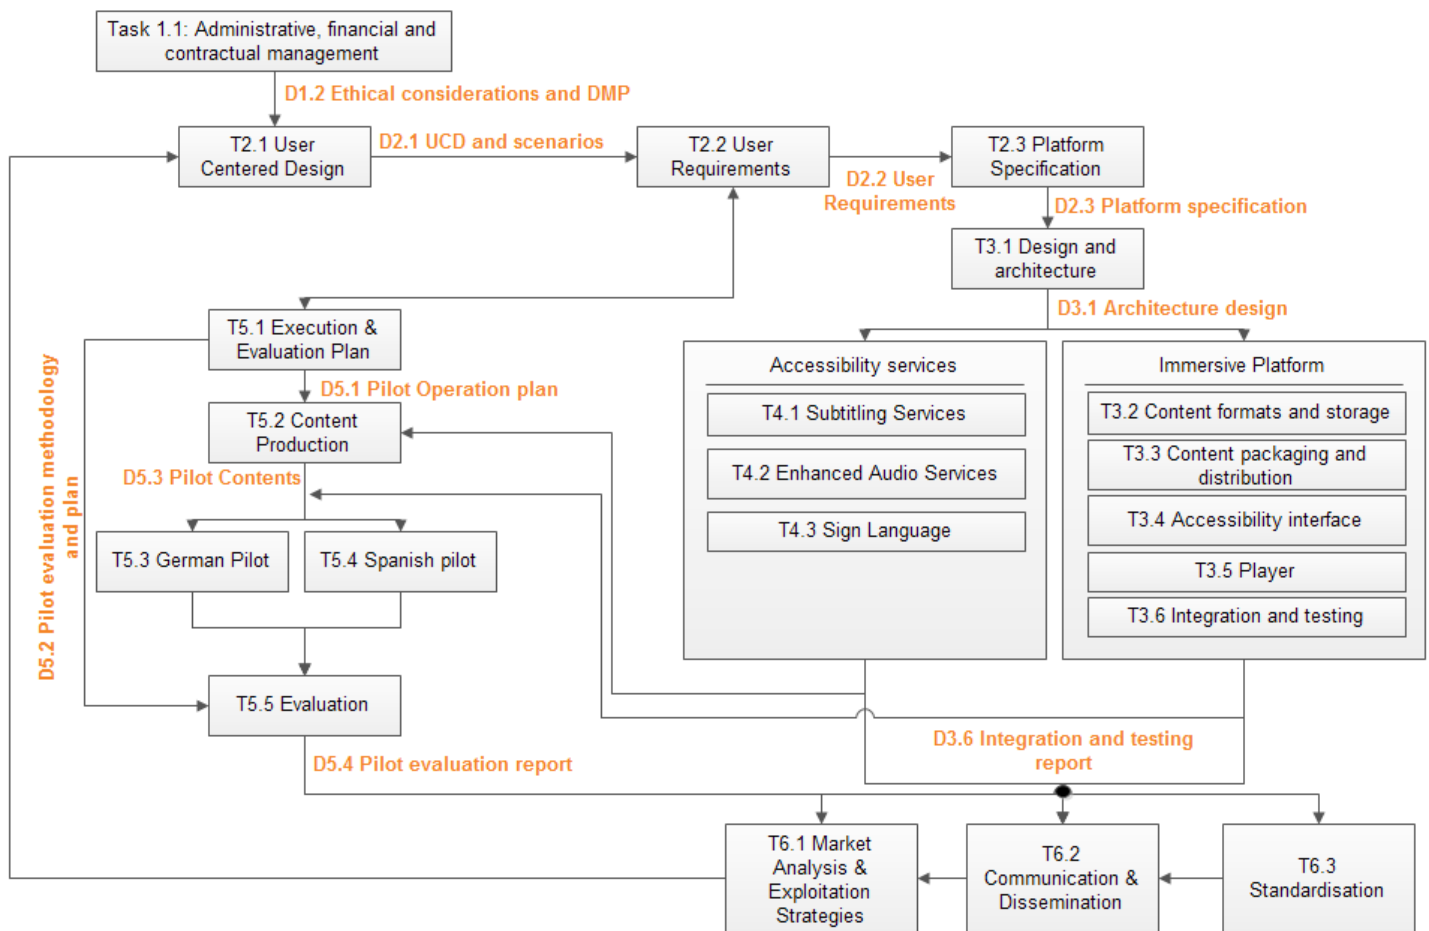 Task 1.1: Administrative, financial and
contractual management
D1.2 Ethical considerations and DMP
T2.1 User
Centered Design
D2.1 UCD and scenarios
T2.2 User
Requirements
D2.2 User
Requirements
T2.3 Platform
Specification
D2.3 Platform specification
T3.1 Design and
architecture
D3.1 Architecture design
T5.1 Execution &
Evaluation Plan
D5.1 Pilot Operation plan
T5.2 Content
Production
D5.3 Pilot Contents
D5.2 Pilot evaluation methodology
and plan
T5.3 German Pilot
T5.4 Spanish pilot
T5.5 Evaluation
D5.4 Pilot evaluation report
Accessibility services
T4.1 Subtitling Services
T4.2 Enhanced Audio Services
T4.3 Sign Language
Immersive Platform
T3.2 Content formats and storage
T3.3 Content packaging and
distribution
T3.4 Accessibility interface
T3.5 Player
T3.6 Integration and testing
D3.6 Integration and testing
report
T6.1 Market
Analysis &
Exploitation
Strategies
T6.2
Communication &
Dissemination
T6.3
Standardisation